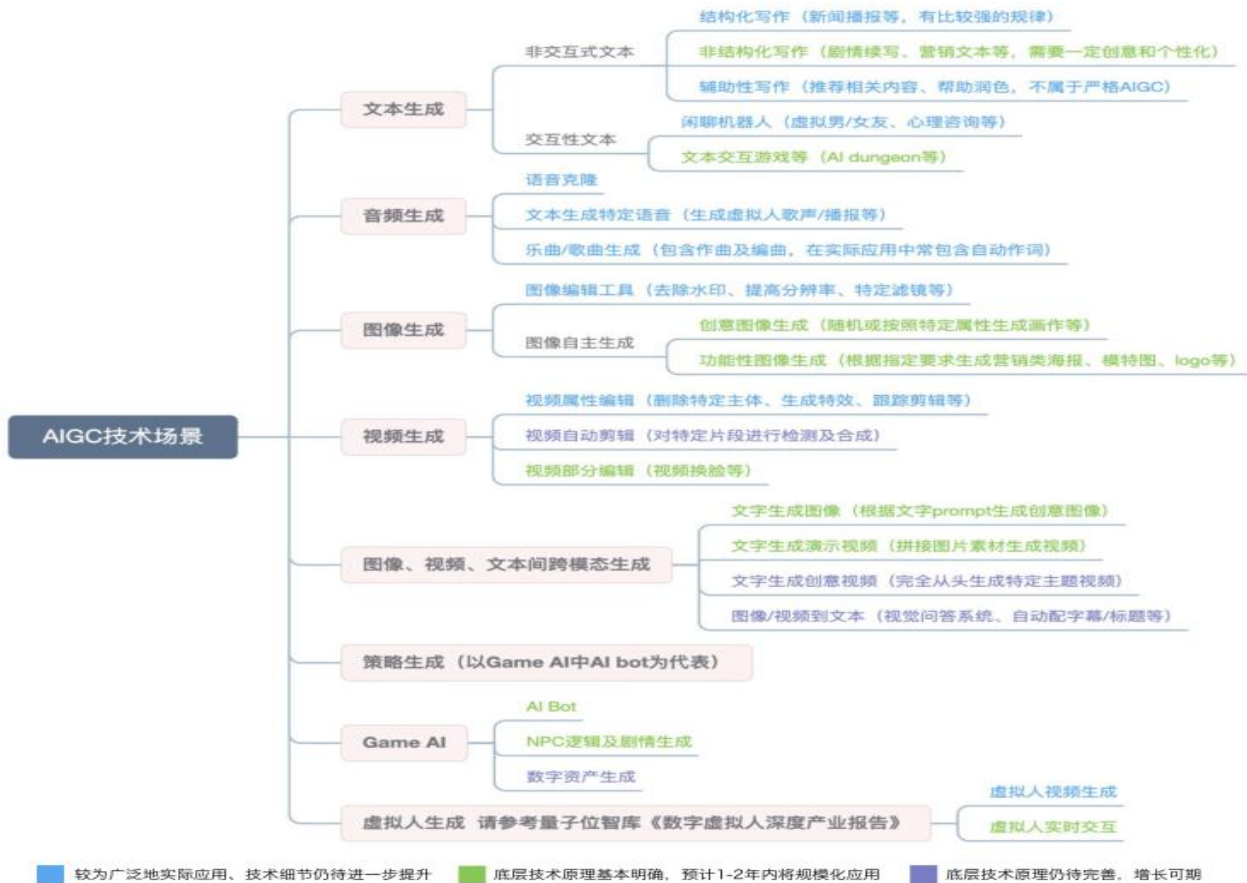 结构化写作（新闻播报等，有比较强的规律）
非交互式文本
非结构化写作（剧情续写、营销文本等，需要一定创意和个性化）
辅助性写作（推荐相关内容、帮助润色，不属于严格AIGC）
文本生成
闲聊机器人（虚拟男/女友、心理咨询等）
交互性文本
文本交互游戏等（AI dungeon等）
语音克隆
音频生成
文本生成特定语音（生成虚拟人歌声/播报等）
乐曲/歌曲生成（包含作曲及编曲，在实际应用中常包含自动作词）
图像编辑工具（去除水印、提高分辨率、特定滤镜等）
图像生成
创意图像生成（随机或按照特定属性生成画作等）
图像自主生成
功能性图像生成（根据指定要求生成营销类海报、模特图、logo等）
视频属性编辑（删除特定主体、生成特效、跟踪剪辑等）
AIGC技术场景
视频生成
视频自动剪辑（对特定片段进行检测及合成）
视频部分编辑（视频换脸等）
文字生成图像（根据文字prompt生成创意图像）
文字生成演示视频（拼接图片素材生成视频）
图像、视频、文本间跨模态生成
文字生成创意视频（完全从头生成特定主题视频）
图像/视频到文本（视觉问答系统、自动配字幕/标题等）
策略生成（以Game AI中AI bot为代表）
AI Bot
Game AI
NPC逻辑及剧情生成
数字资产生成
虚拟人视频生成
虚拟人生成 请参考量子位智库《数字虚拟人深度产业报告》
虚拟人实时交互
较为广泛地实际应用、技术细节仍待进一步提升
底层技术原理基本明确，预计1-2年内将规模化应用
底层技术原理仍待完善，增长可期